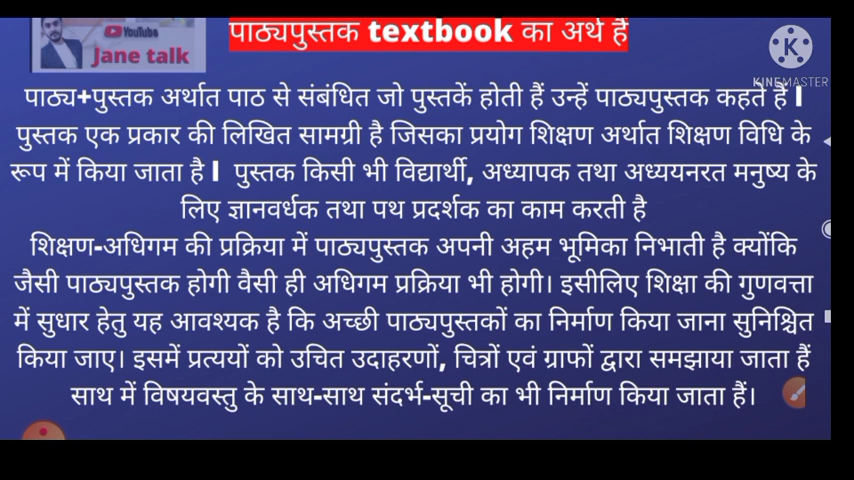 पाठ्यपुस्तक textbook का अर्थ है
YouTube
Jane talk
K
KINEMASTER
पाठ्य+पुस्तक अर्थात पाठ से संबंधित जो पुस्तकें होती हैं उन्हें पाठ्यपुस्तक कहते हैं I
पुस्तक एक प्रकार की लिखित सामग्री है जिसका प्रयोग शिक्षण अर्थात शिक्षण विधि के
रूप में किया जाता है I पुस्तक किसी भी विद्यार्थी, अध्यापक तथा अध्ययनरत मनुष्य के
लिए ज्ञानवर्धक तथा पथ प्रदर्शक का काम करती है
शिक्षण-अधिगम की प्रक्रिया में पाठ्यपुस्तक अपनी अहम भूमिका निभाती है क्योंकि
जैसी पाठ्यपुस्तक होगी वैसी ही अधिगम प्रक्रिया भी होगी। इसीलिए शिक्षा की गुणवत्ता
में सुधार हेतु यह आवश्यक है कि अच्छी पाठ्यपुस्तकों का निर्माण किया जाना सुनिश्चित
किया जाए। इसमें प्रत्ययों को उचित उदाहरणों, चित्रों एवं ग्राफों द्वारा समझाया जाता हैं
साथ में विषयवस्तु के साथ-साथ संदर्भ-सूची का भी निर्माण किया जाता हैं।